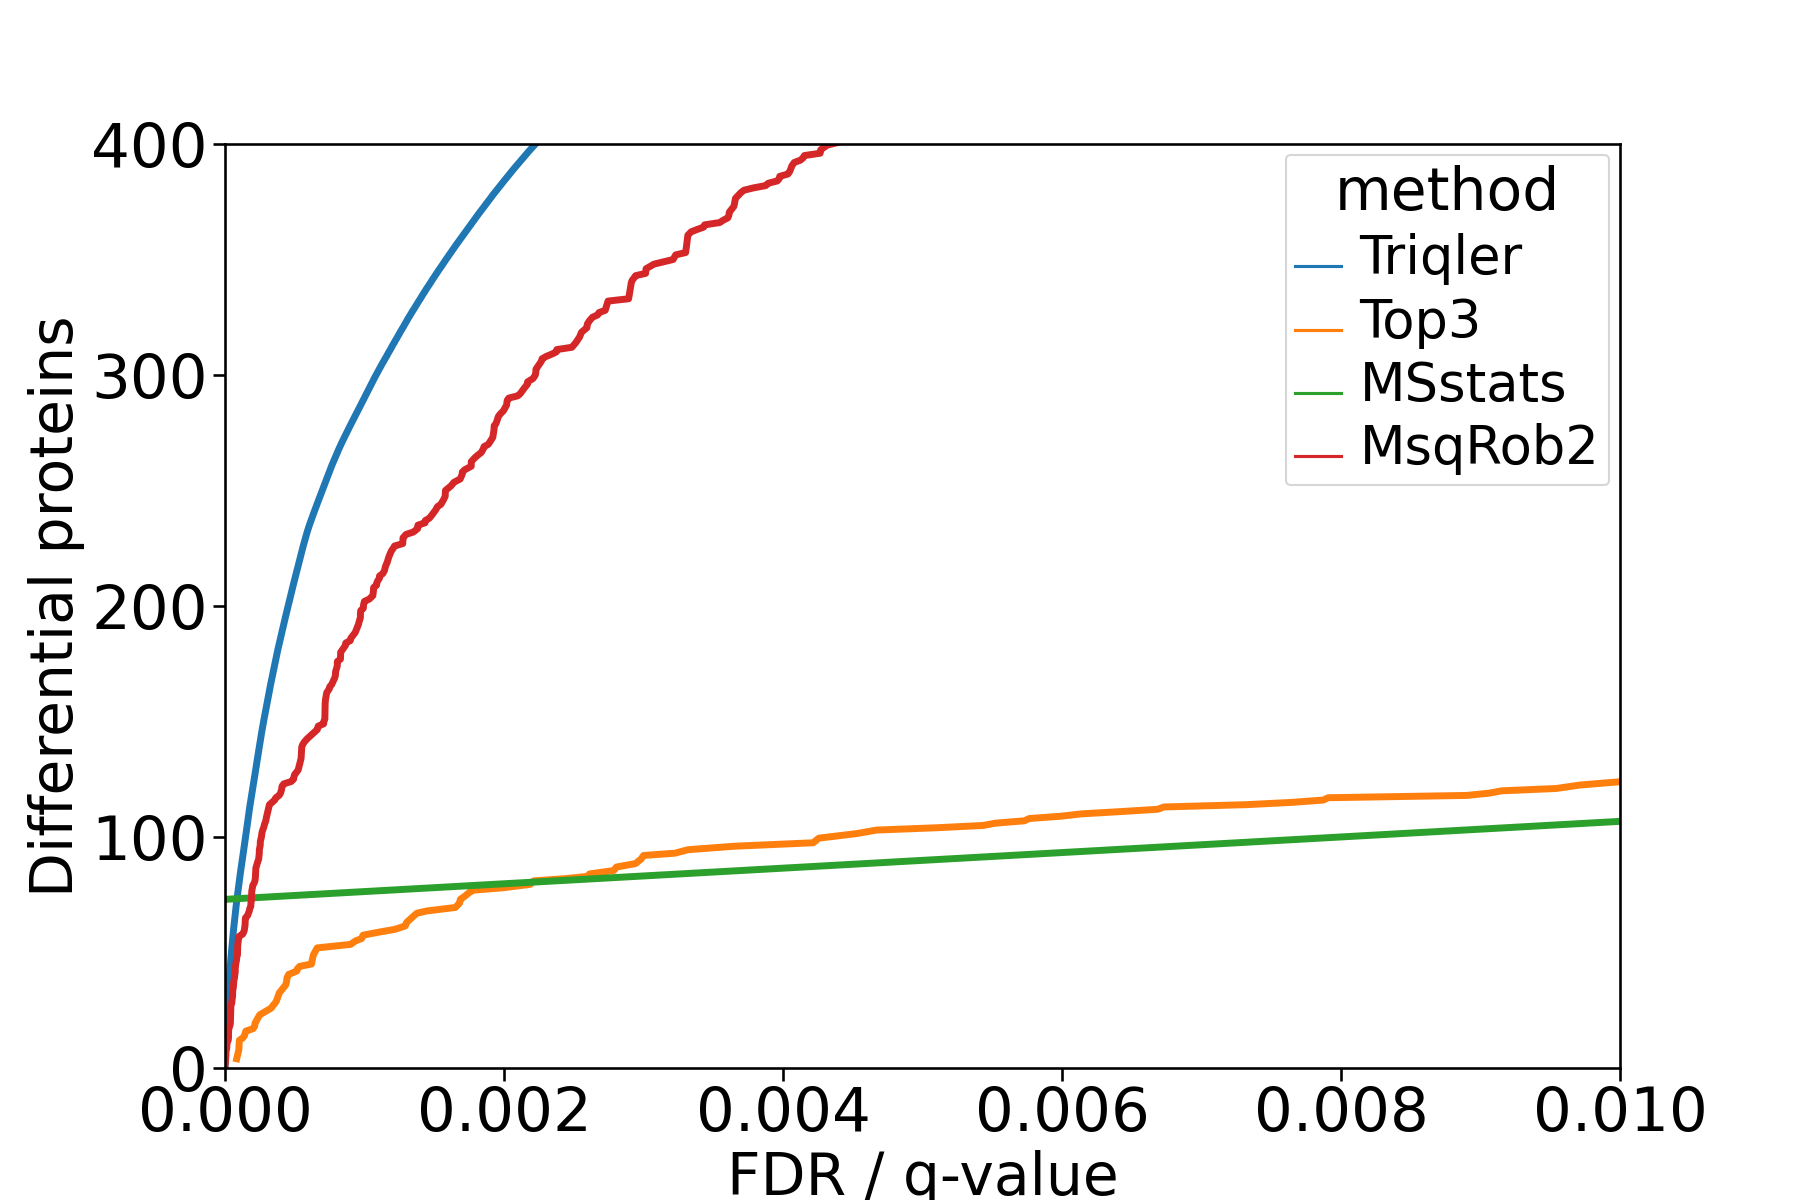 400
300
200
100
0
Differential proteins
0.000 0.002 0.004 0.006 0.008 0.010
FDR / q-value
method
Triqler
Top3
MSstats
MsqRob2